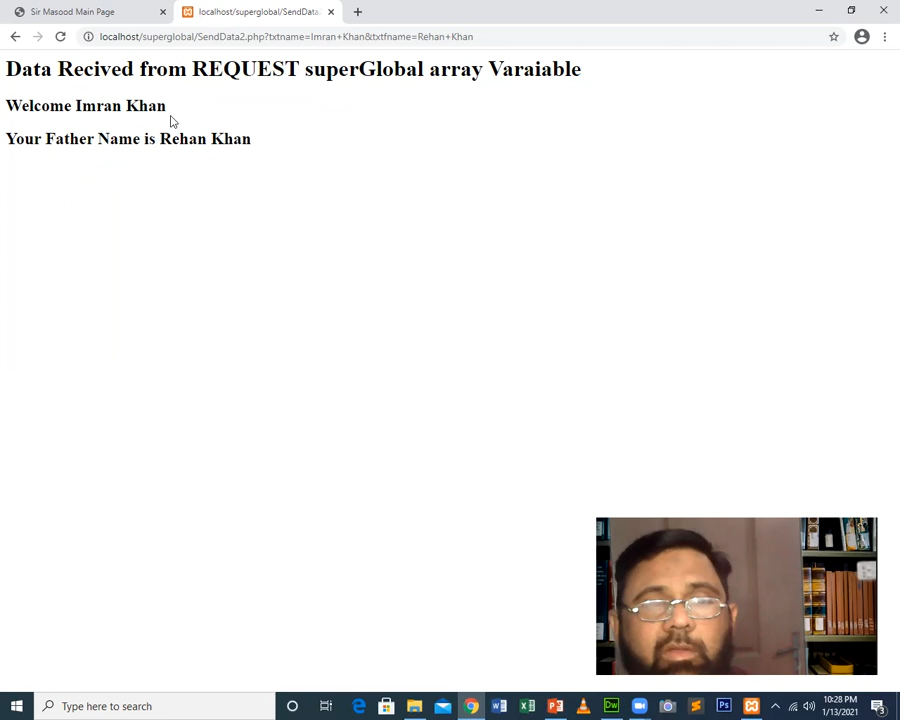 Sir Masood Main Page
localhost/superglobal/SendData2.
localhost/superglobal/SendData2.php?txtname=Imran+Khan&txtfname=Rehan+Khan
Data Recived from REQUEST superGlobal array Varaiable
Welcome Imran Khan
Your Father Name is Rehan Khan
Type here to search
10:28 PM
1/13/2021
3